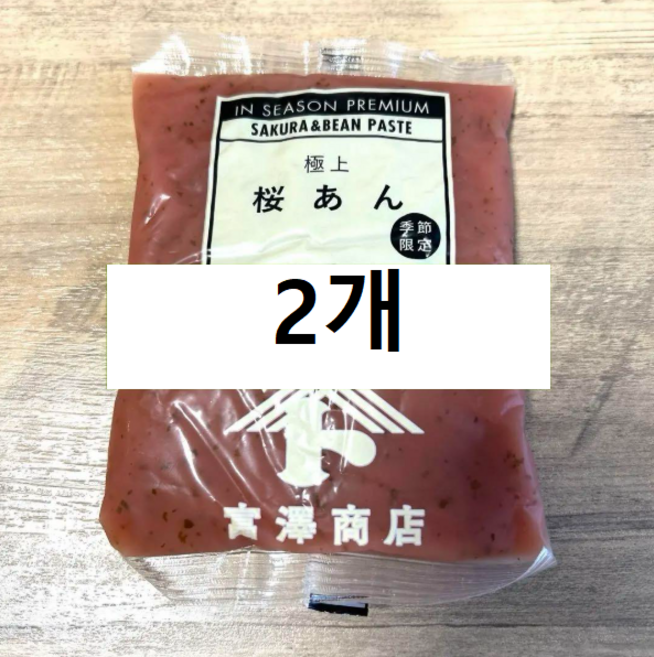 IN SEASON PREMIUM
SAKURA&BEAN PASTE
極上
桜あん
季節
限定
2개
富澤商店